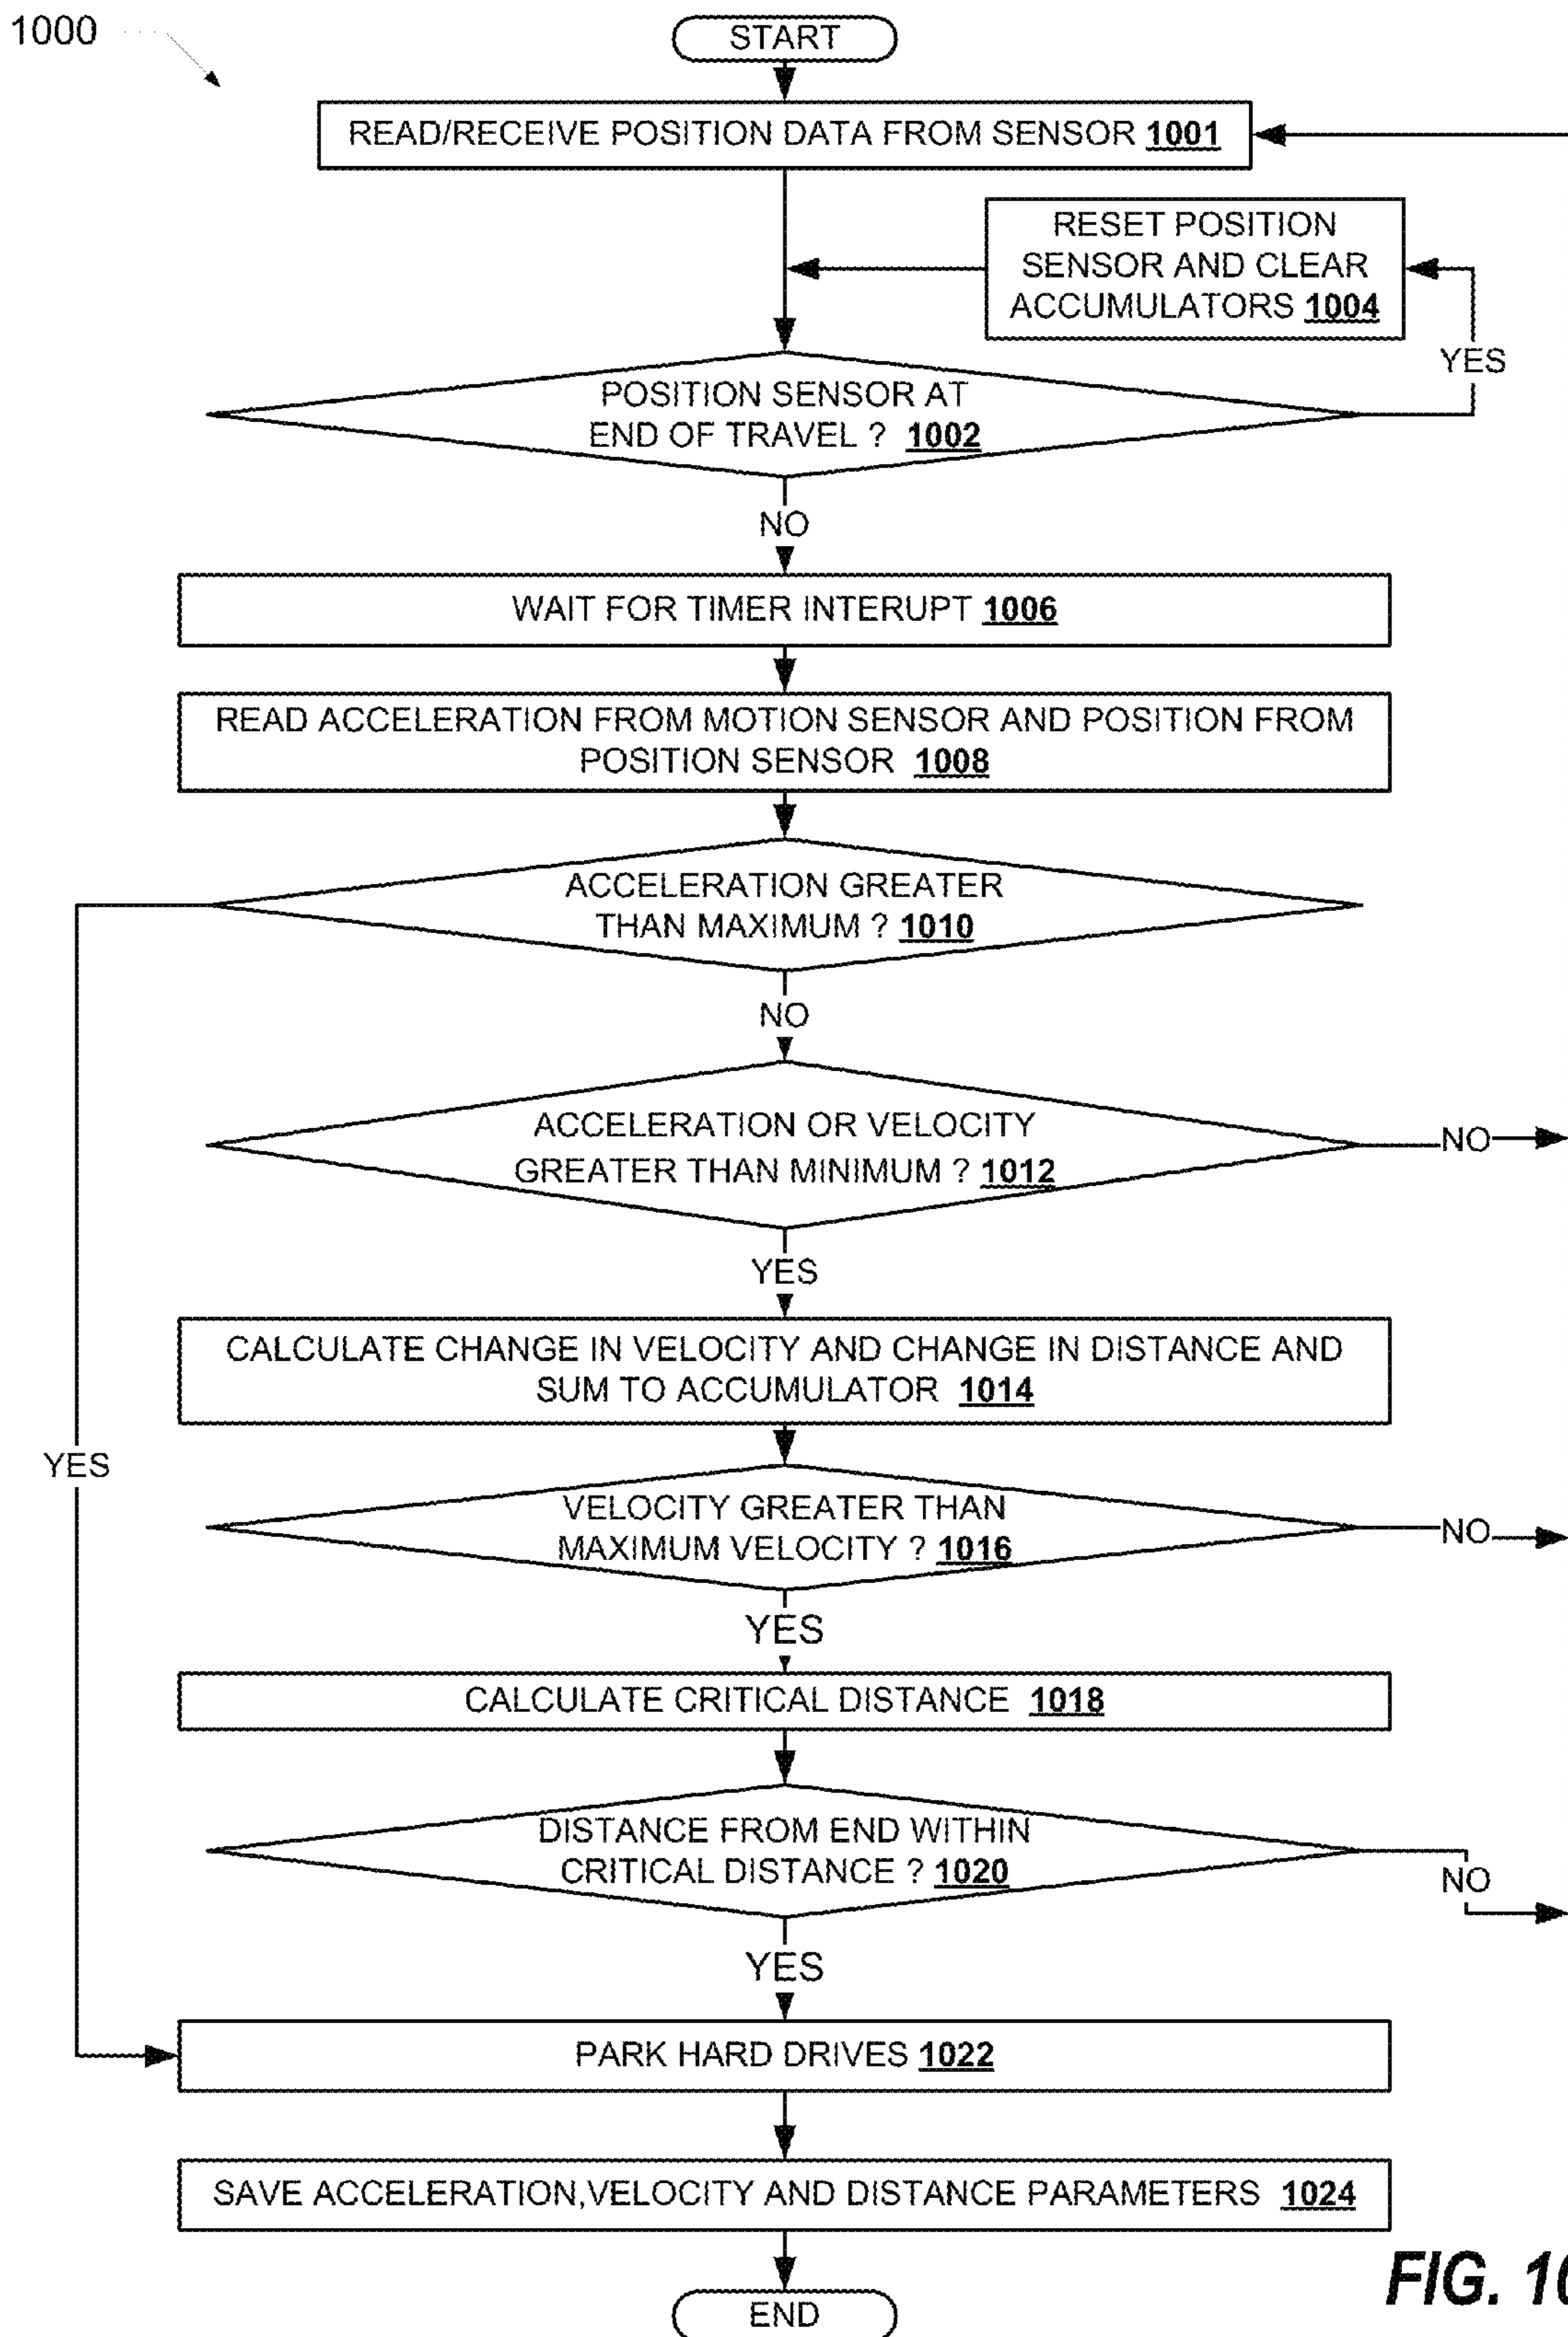 1000
START
READ/RECEIVE POSITION DATA FROM SENSOR 1001
RESET POSITION
SENSOR AND CLEAR
ACCUMULATORS 1004
YES
POSITION SENSOR AT
END OF TRAVEL ? 1002
NO
WAIT FOR TIMER INTERUPT 1006
READ ACCELERATION FROM MOTION SENSOR AND POSITION FROM
POSITION SENSOR 1008
ACCELERATION GREATER
THAN MAXIMUM ? 1010
NO
ACCELERATION OR VELOCITY
GREATER THAN MINIMUM ? 1012
NO
YES
CALCULATE CHANGE IN VELOCITY AND CHANGE IN DISTANCE AND
SUM TO ACCUMULATOR 1014
YES
VELOCITY GREATER THAN
MAXIMUM VELOCITY ? 1016
NO
YES
CALCULATE CRITICAL DISTANCE 1018
DISTANCE FROM END WITHIN
CRITICAL DISTANCE ? 1020
NO
YES
PARK HARD DRIVES 1022
SAVE ACCELERATION,VELOCITY AND DISTANCE PARAMETERS 1024
END
FIG. 10